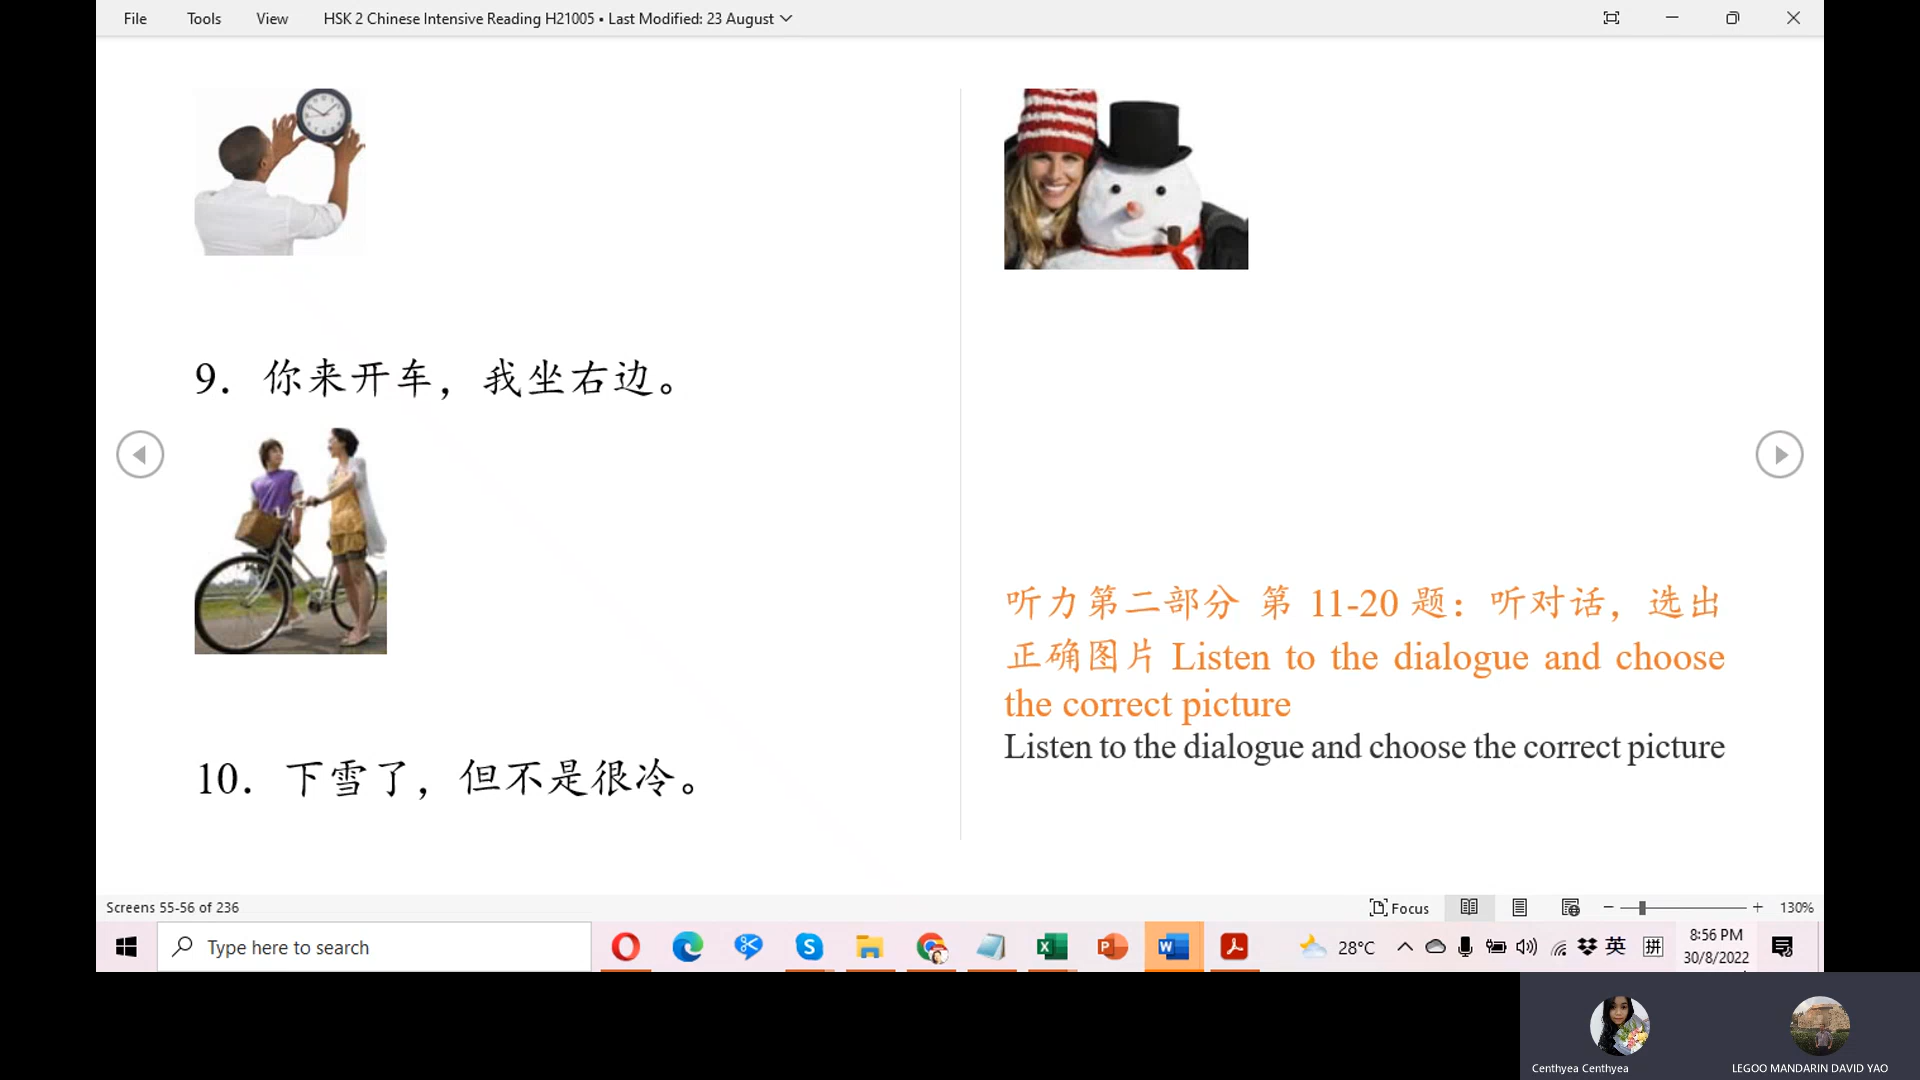 File Tools View HSK 2 Chinese Intensive Reading H21005 • Last Modified: 23 August
9. 你来开车，我坐右边。
10. 下雪了，但不是很冷。
听力第二部分 第 11-20 题：听对话，选出
正确图片 Listen to the dialogue and choose
the correct picture
Listen to the dialogue and choose the correct picture
Screens 55-56 of 236
Focus
130%
Type here to search
28°C
英
拼
8:56 PM
30/8/2022
Centhyea Centhyea
LEGOO MANDARIN DAVID YAO